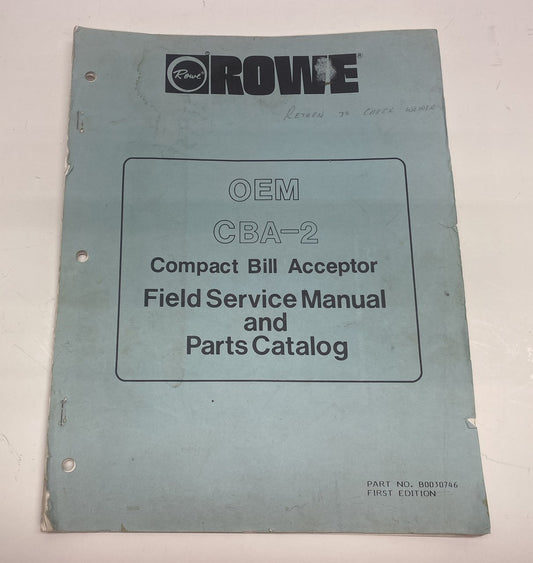 Rowe
ROWE
RETURN TO
OEM
CBA-2
Compact Bill Acceptor
Field Service Manual
and
Parts Catalog
PART NO. B0030746
FIRST EDITION